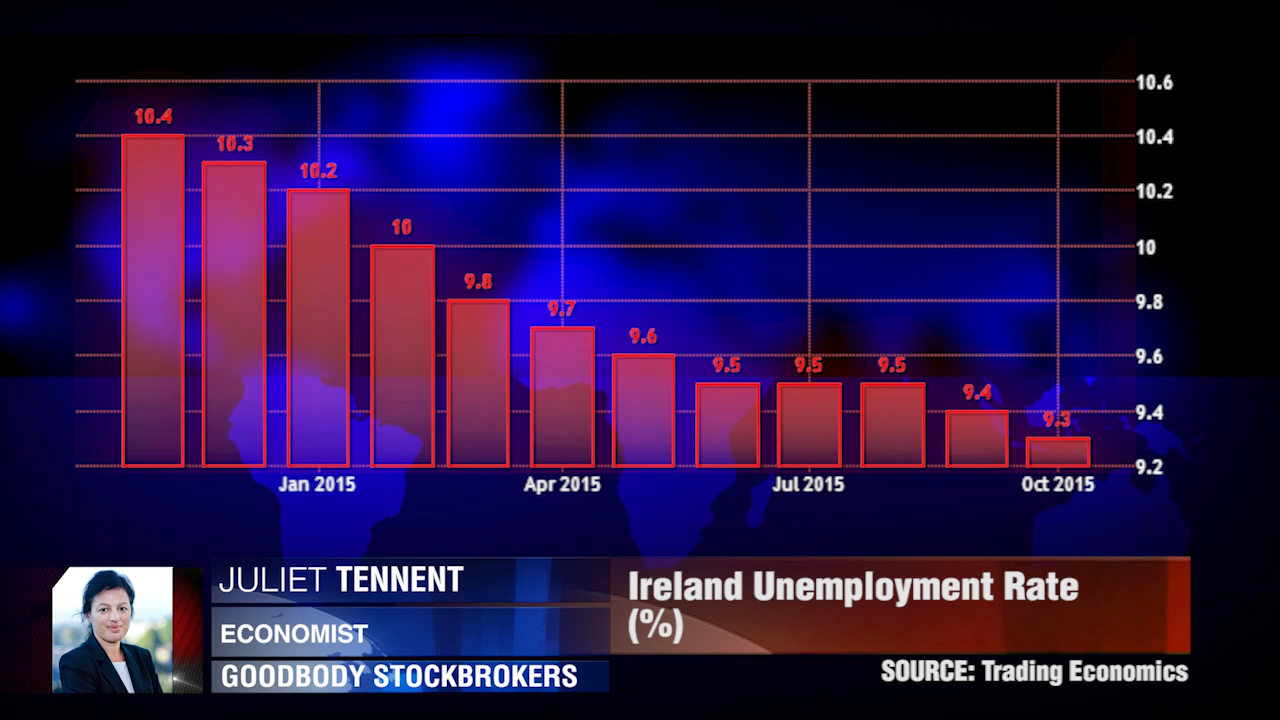 10.6
10.4
10.4
10.3
10.2
10.2
10
10
9.8
9.8
9.7
9.6
9.6
9.5
9.5
9.5
9.4
9.4
9.3
9.2
Jan 2015
Apr 2015
Jul 2015
Oct 2015
JULIET TENNENT
ECONOMIST
GOODBODY STOCKBROKERS
Ireland Unemployment Rate
(%)
SOURCE: Trading Economics